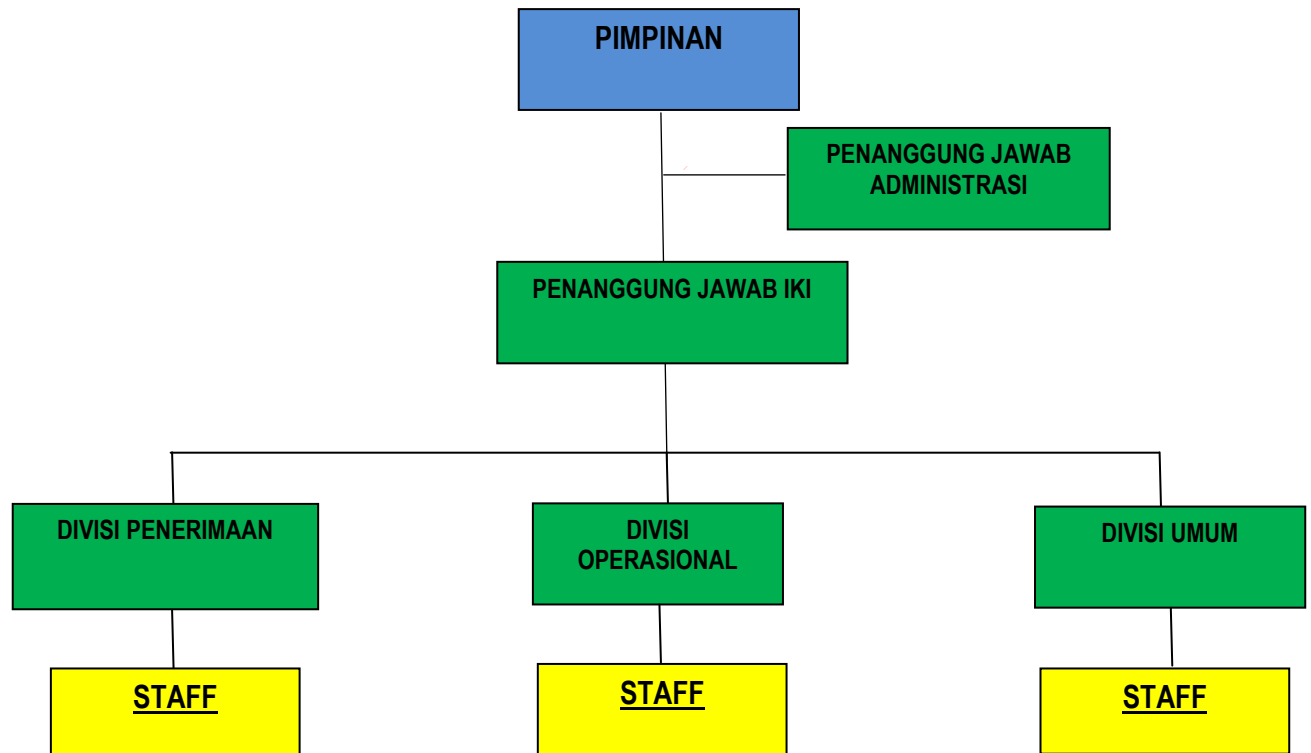 PIMPINAN
PENANGGUNG JAWAB
ADMINISTRASI
PENANGGUNG JAWAB IKI
DIVISI PENERIMAAN
DIVISI
OPERASIONAL
DIVISI UMUM
STAFF
STAFF
STAFF